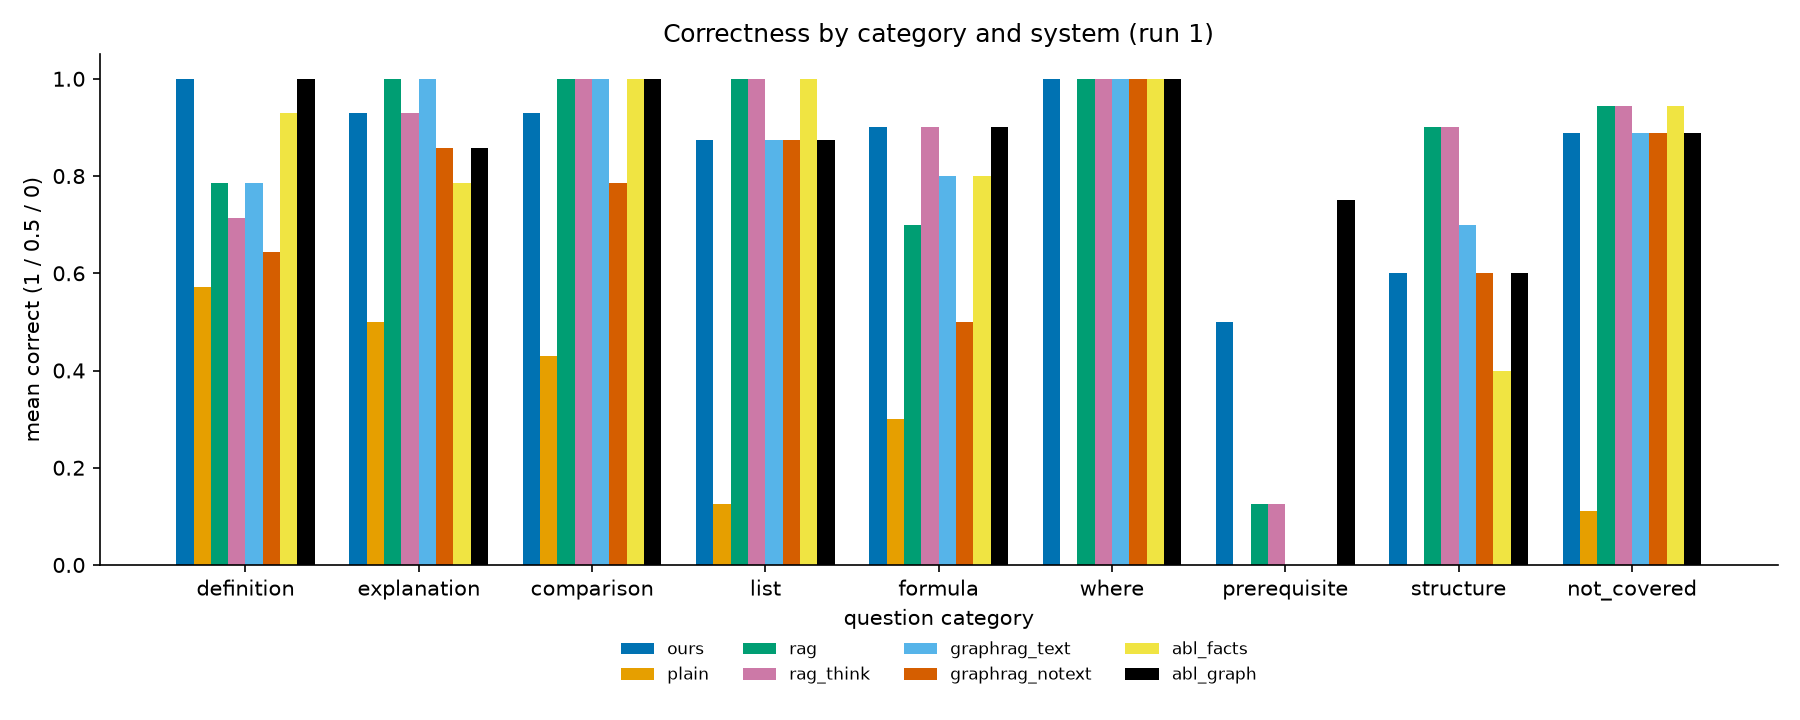 Correctness by category and system (run 1)
mean correct (1 / 0.5 / 0)
1.0
0.8
0.6
0.4
0.2
0.0
definition explanation comparison list formula where prerequisite structure not_covered
question category
ours rag graphrag_text abl_facts
plain rag_think graphrag_notext abl_graph